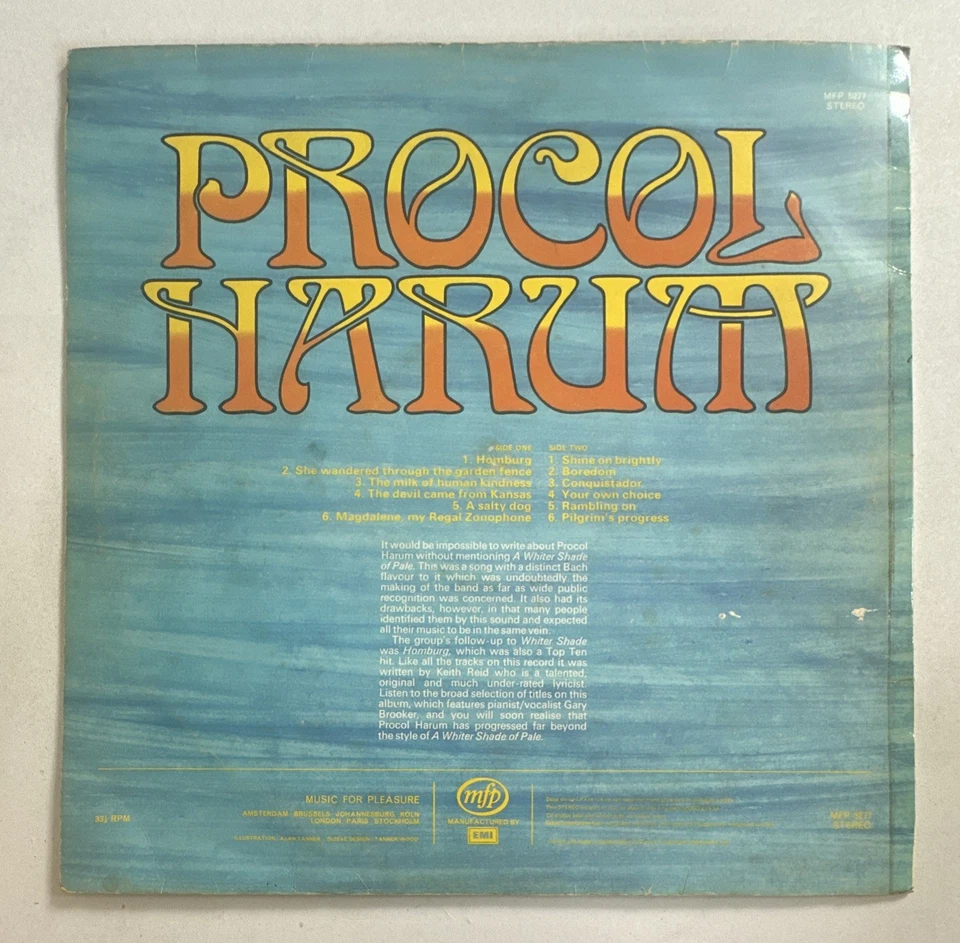 MFP 5277
STEREO
PROCOL
HARUM
SIDE ONE
1. Homburg
2. She wandered through the garden fence
3. The milk of human kindness
4. The devil came from Kansas
5. A salty dog
6. Magdalene, my Regal Zonophone
SIDE TWO
1. Shine on brightly
2. Boredom
3. Conquistador
4. Your own choice
5. Rambling on
6. Pilgrim's progress
It would be impossible to write about Procol
Harum without mentioning A Whiter Shade
of Pale. This was a song with a distinct Bach
flavour to it which was undoubtedly the
making of the band as far as wide public
recognition was concerned. It also had its
drawbacks, however, in that many people
identified them by this sound and expected
all their music to be in the same vein.
The group's follow-up to Whiter Shade
was Homburg, which was also a Top Ten
hit. Like all the tracks on this record it was
written by Keith Reid who is a talented,
original and much under-rated lyricist.
Listen to the broad selection of titles on this
album, which features pianist/vocalist Gary
Brooker, and you will soon realise that
Procol Harum has progressed far beyond
the style of A Whiter Shade of Pale.
33⅓ RPM
MUSIC FOR PLEASURE
AMSTERDAM BRUSSELS JOHANNESBURG KOLN
LONDON PARIS STOCKHOLM
ILLUSTRATION: ALAN TANNER SLEEVE DESIGN: TANNER WOOD
mfp
MANUFACTURED BY
EMI
MFP 5277
STEREO